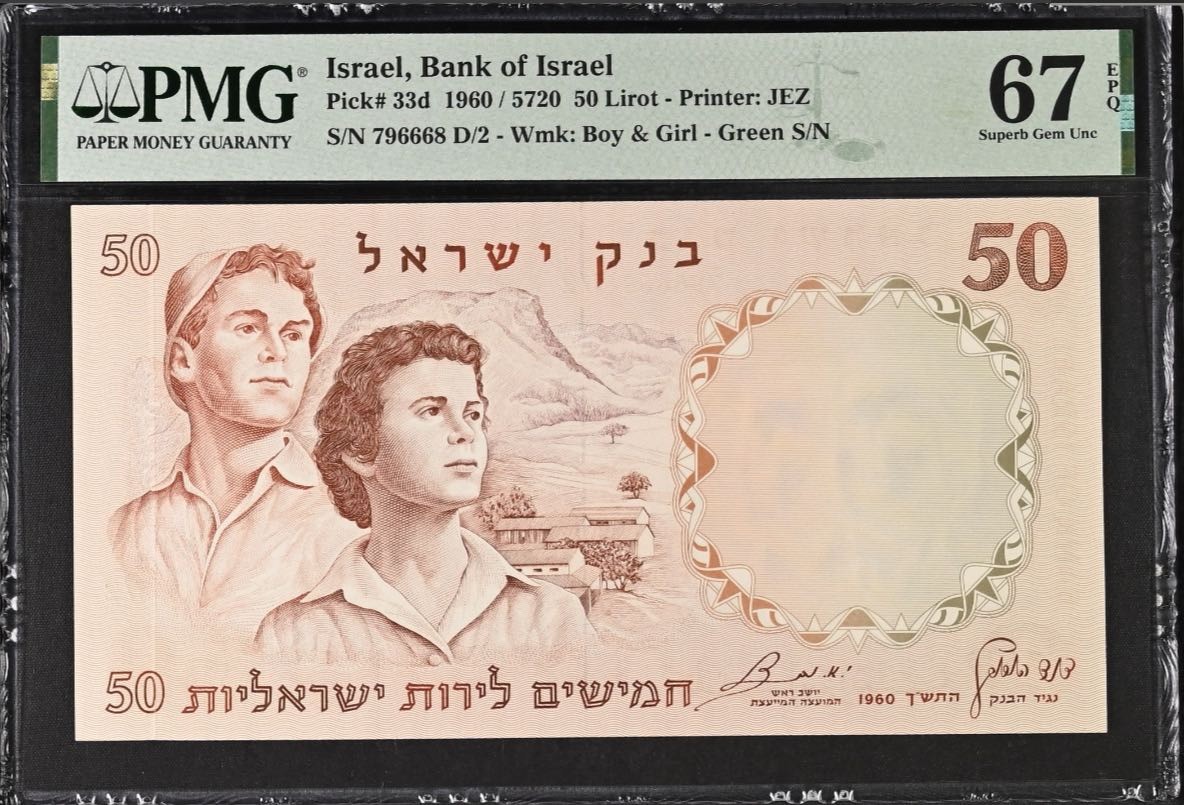 PMG®
PAPER MONEY GUARANTY
Israel, Bank of Israel
Pick# 33d 1960 / 5720 50 Lirot - Printer: JEZ
S/N 796668 D/2 - Wmk: Boy & Girl - Green S/N
67 EPQ
Superb Gem Unc
50
בנק ישראל
50
50 חמישים לירות ישראליות
יושב ראש
המועצה המייעצת
1960 התש״ך
נגיד הבנק